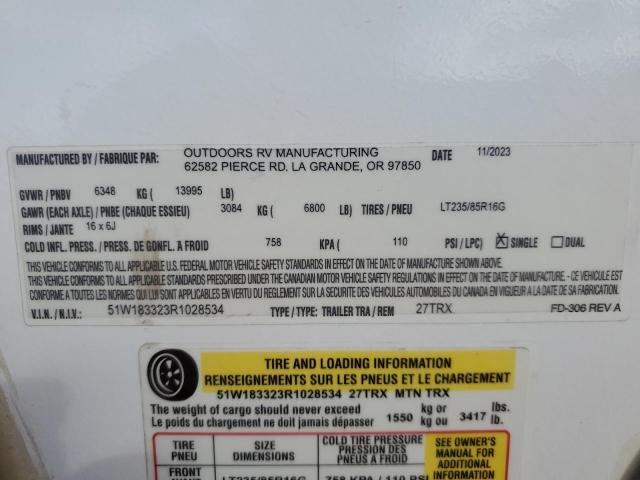 MANUFACTURED BY / FABRIQUE PAR: OUTDOORS RV MANUFACTURING DATE 11/2023
62582 PIERCE RD. LA GRANDE, OR 97850
GVWR / PNBV 6348 KG ( 13995 LB)
GAWR (EACH AXLE) / PNBE (CHAQUE ESSIEU) 3084 KG ( 6800 LB) TIRES / PNEU LT235/85R16G
RIMS / JANTE 16 x 6J
COLD INFL. PRESS. / PRESS. DE GONFL. A FROID 758 KPA ( 110 PSI / LPC) X SINGLE DUAL
THIS VEHICLE CONFORMS TO ALL APPLICABLE U.S. FEDERAL MOTOR VEHICLE SAFETY STANDARDS IN EFFECT ON THE DATE OF MANUFACTURE SHOWN ABOVE.
THIS VEHICLE CONFORMS TO ALL APPLICABLE CANADIAN MOTOR VEHICLE SAFETY REGULATIONS IN EFFECT ON THE DATE OF MANUFACTURE - CE VEHICULE EST
CONFORME A TOUTES LES NORMES QUI LUI SONT APPLICABLES EN VERTU DU REGLEMENT SUR LA SECURITE DES VEHICULES AUTOMOBILES DU CANADA EN VIGUEUR A LA DATE DE SA FABRICATION.
V.I.N. / N.I.V.: 51W183323R1028534 TYPE / TYPE: TRAILER TRA / REM 27TRX FD-306 REV A
TIRE AND LOADING INFORMATION
RENSEIGNEMENTS SUR LES PNEUS ET LE CHARGEMENT
51W183323R1028534 27TRX MTN TRX
The weight of cargo should never exceed kg or lbs.
Le poids du chargement ne doit jamais dépasser 1550 kg ou 3417 lb.
TIRE SIZE COLD TIRE PRESSURE SEE OWNER'S
PNEU DIMENSIONS PRESSION DES PNEUS À FROID MANUAL FOR
ADDITIONAL
FRONT LT235/85R16G 758 KPA / 110 PSI INFORMATION